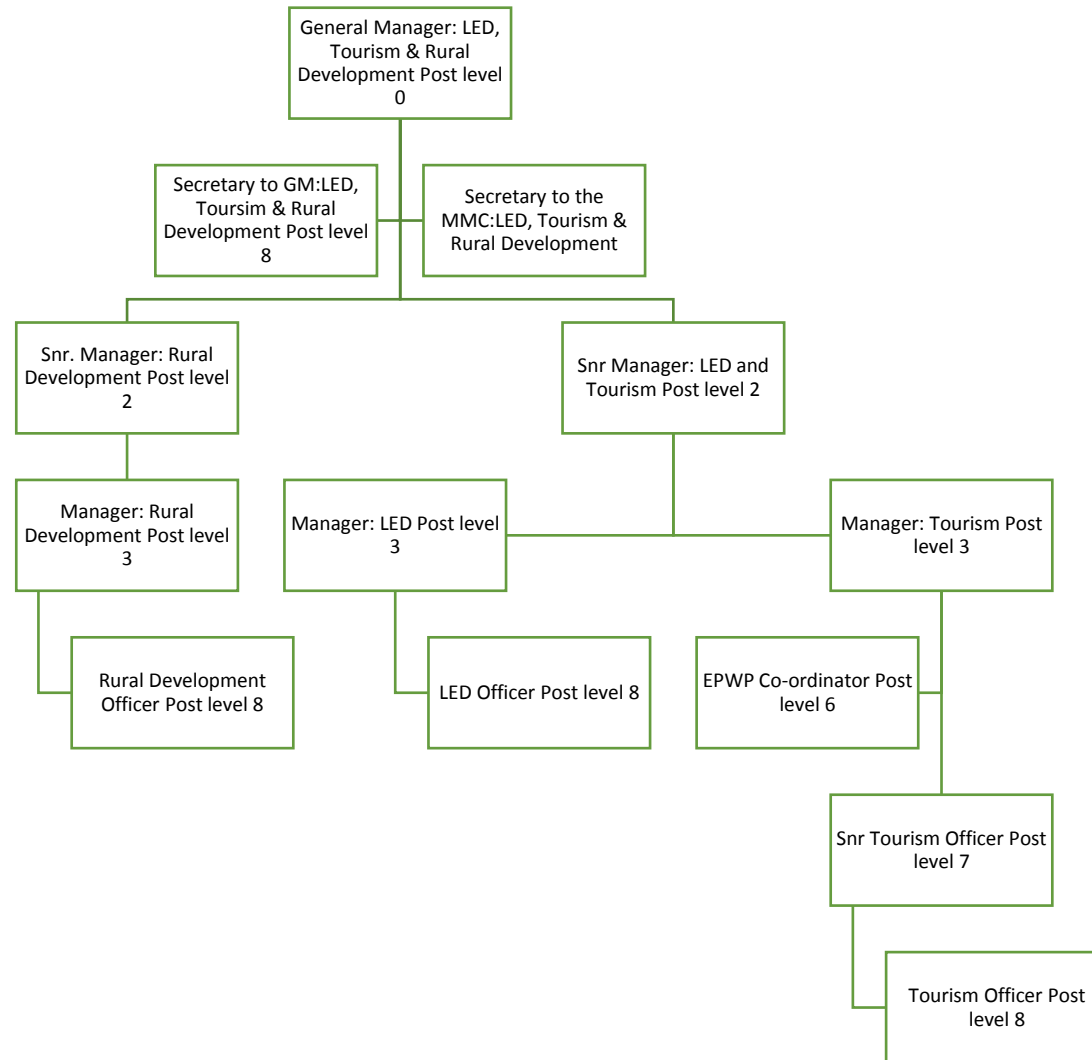 General Manager: LED,
Tourism & Rural
Development Post level
0
Secretary to GM:LED,
Toursim & Rural
Development Post level
8
Secretary to the
MMC:LED, Tourism &
Rural Development
Snr. Manager: Rural
Development Post level
2
Snr Manager: LED and
Tourism Post level 2
Manager: Rural
Development Post level
3
Manager: LED Post level
3
Manager: Tourism Post
level 3
Rural Development
Officer Post level 8
LED Officer Post level 8
EPWP Co-ordinator Post
level 6
Snr Tourism Officer Post
level 7
Tourism Officer Post
level 8